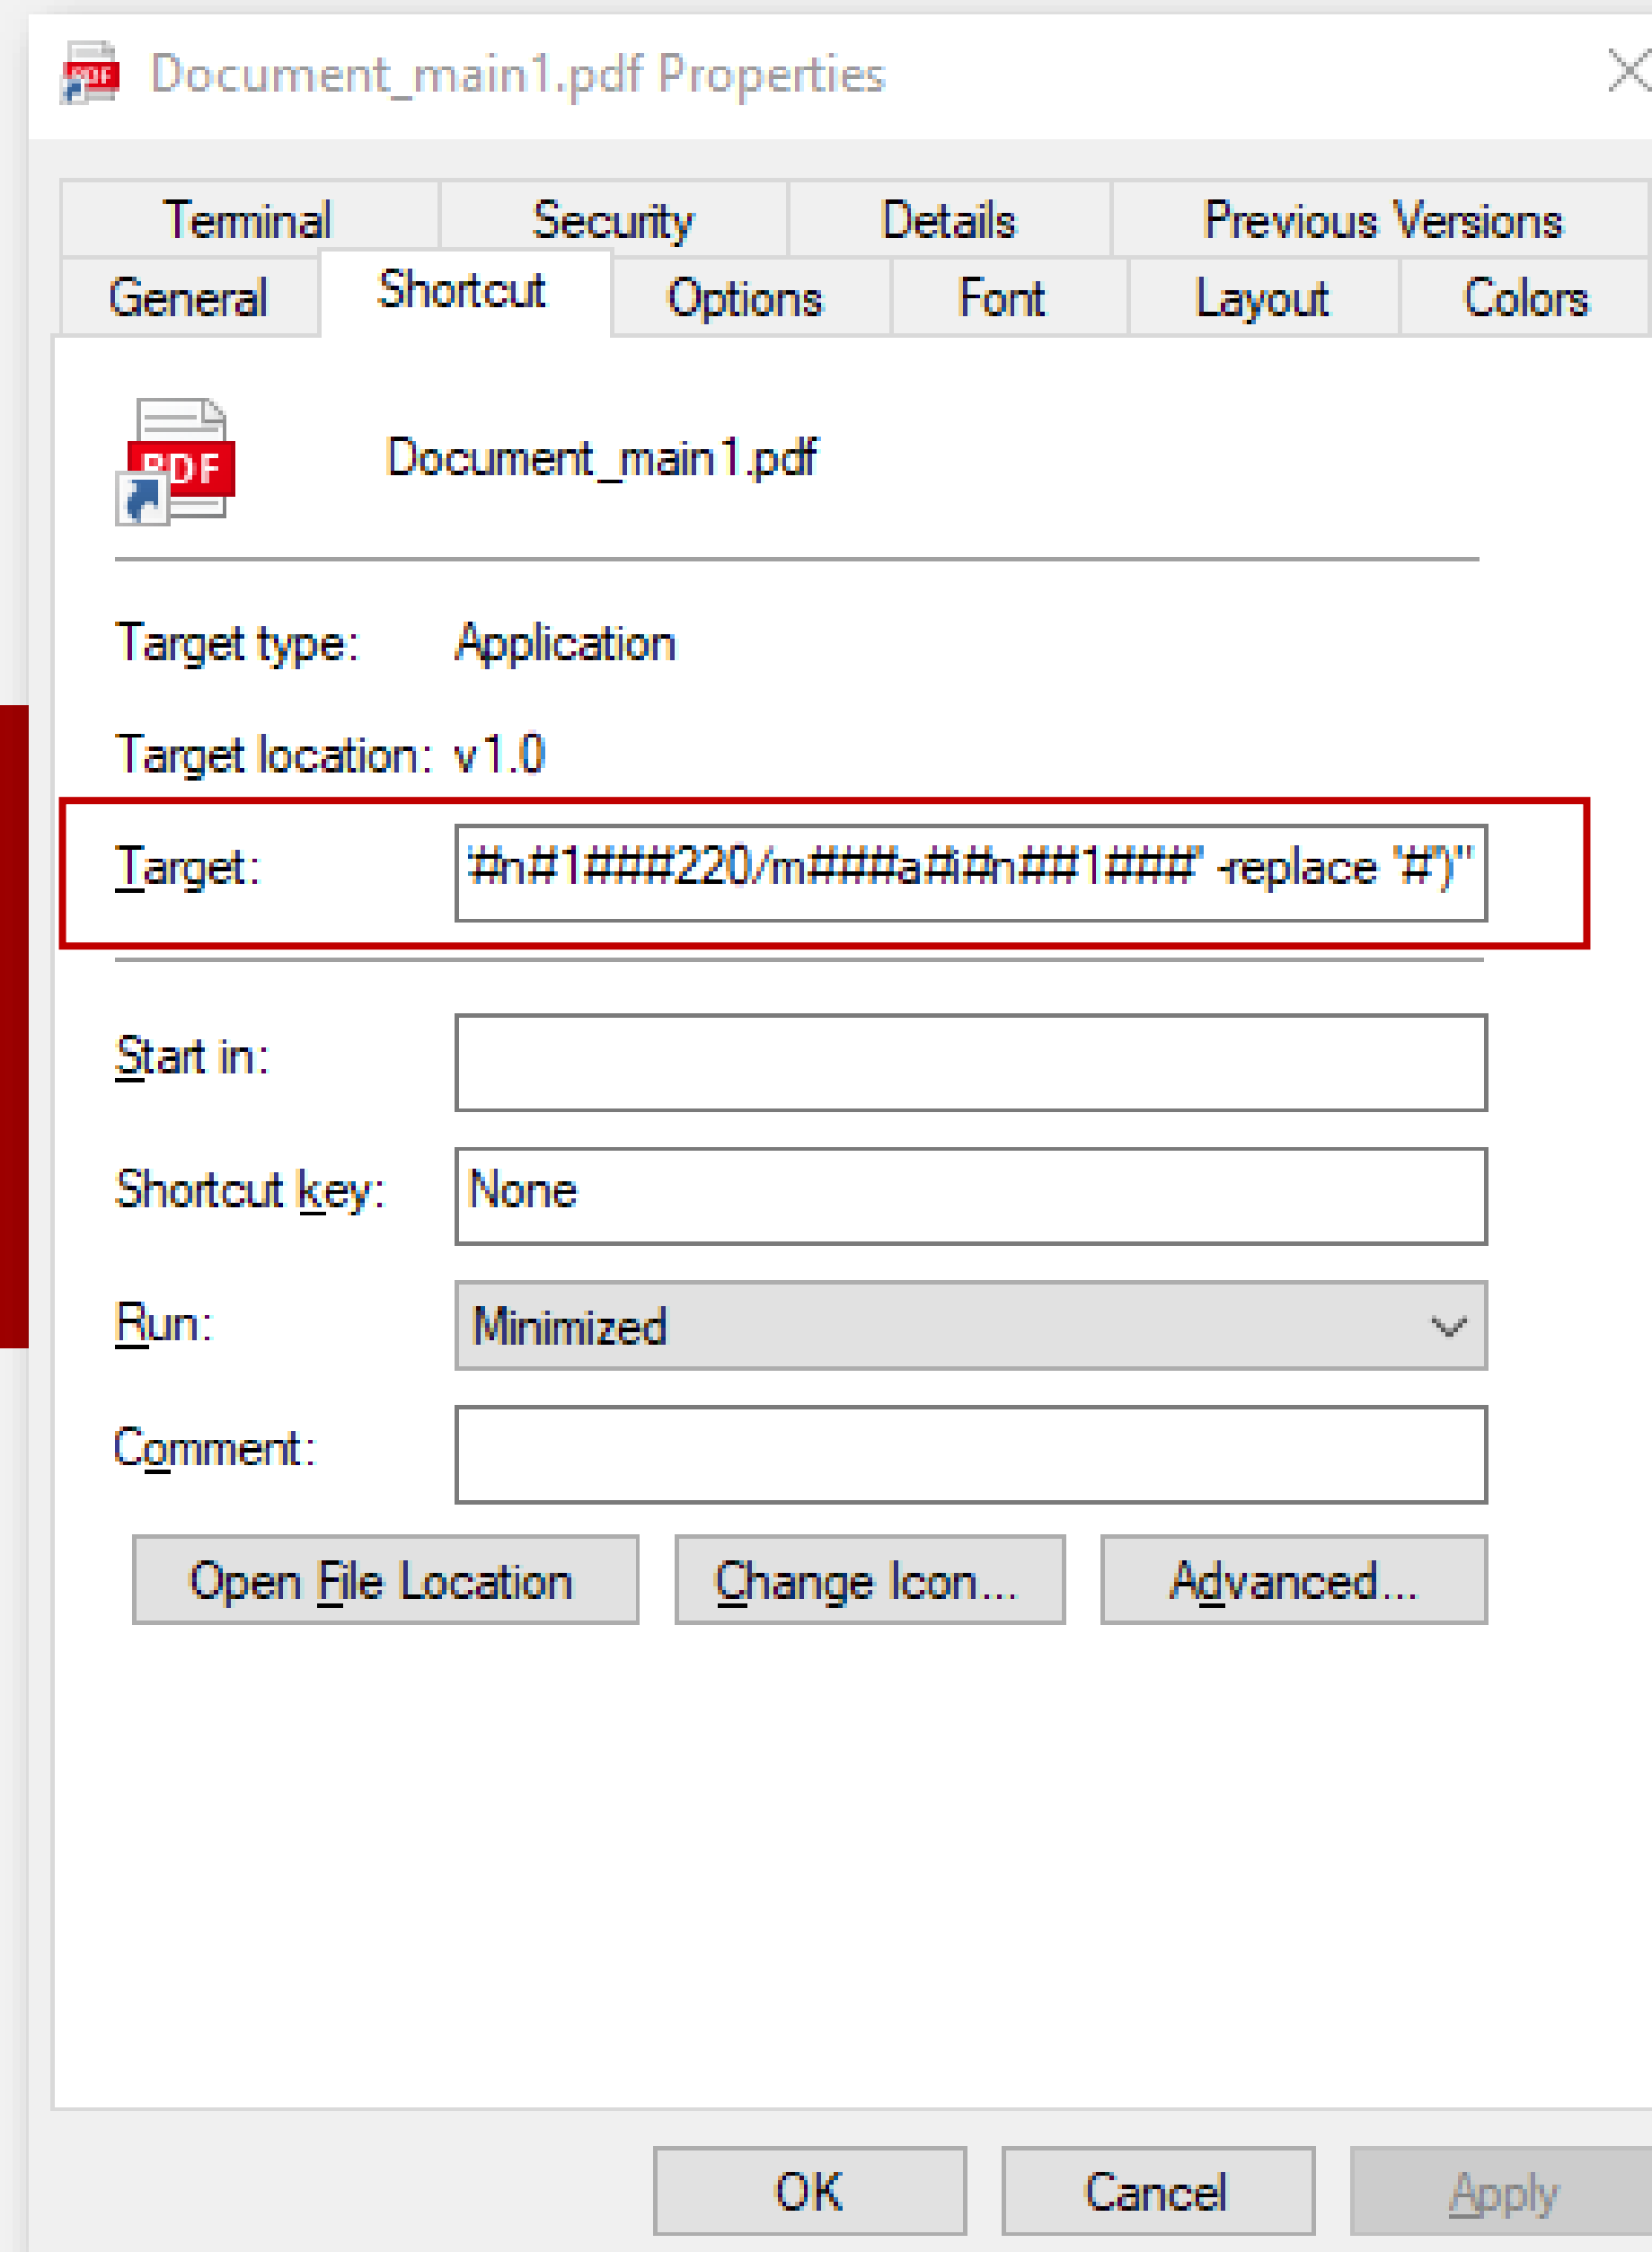 Document_main1.pdf Properties
Terminal Security Details Previous Versions
General Shortcut Options Font Layout Colors
PDF
Document_main1.pdf
Target type: Application
Target location: v1.0
Target: '#n#1###220/m###a#i#n##1###' -replace '#')"
Start in:
Shortcut key: None
Run: Minimized
Comment:
Open File Location Change Icon... Advanced...
OK Cancel Apply